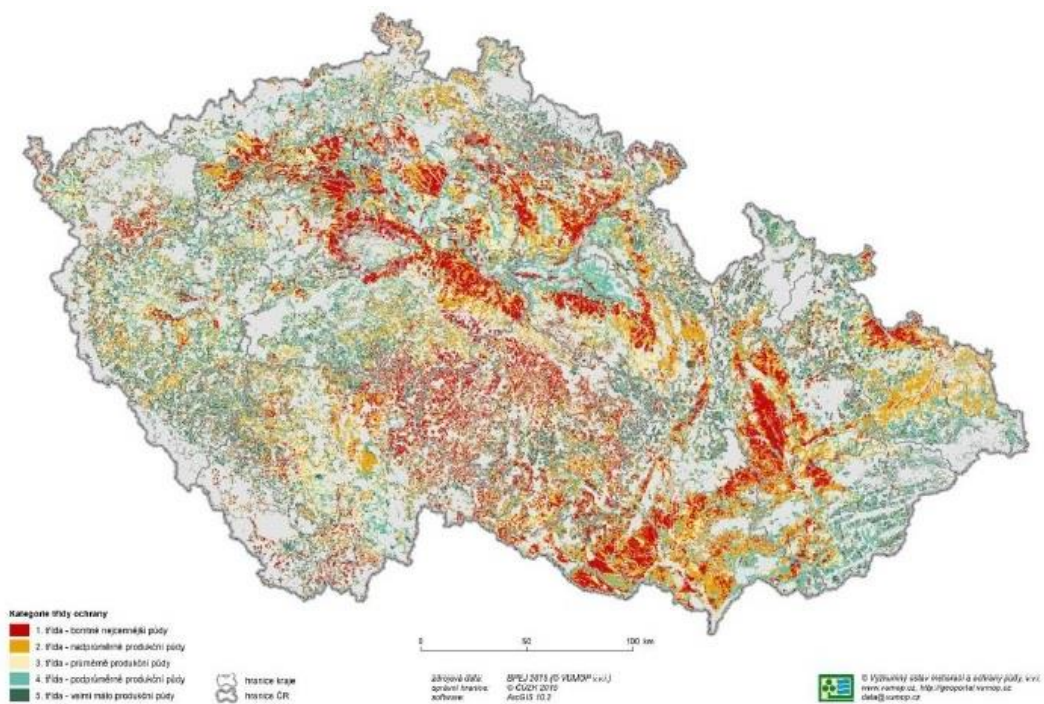 Kategorie třídy ochrany
1. třída - bonitně nejcennější půdy
2. třída - nadprůměrně produkční půdy
3. třída - průměrně produkční půdy
4. třída - podprůměrně produkční půdy
5. třída - velmi málo produkční půdy
hranice kraje
hranice ČR
0 50 100 km
zdrojová data: BPEJ 2015 (© VÚMOP v.v.i.)
správní hranice: © ČÚZK 2015
software: ArcGIS 10.2
© Výzkumný ústav meliorací a ochrany půdy, v.v.i.
www.vumop.cz, http://geoportal.vumop.cz
data@vumop.cz